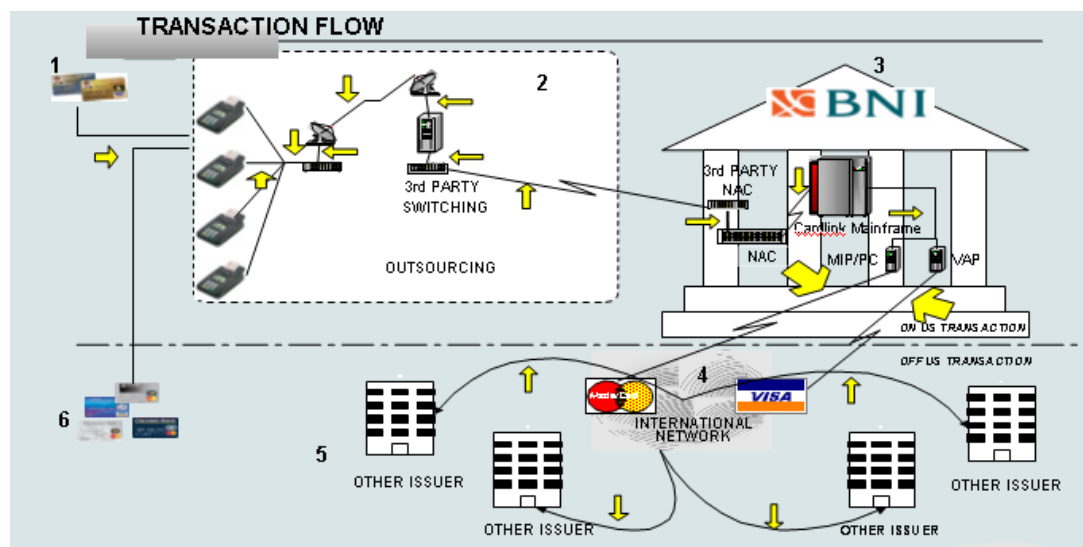 TRANSACTION FLOW
1
2
3
BNI
3rd PARTY
NAC
3rd PARTY
SWITCHING
Cardlink Mainframe
NAC
MIP/PC
VAP
OUTSOURCING
ON US TRANSACTION
OFF US TRANSACTION
4
MasterCard
VISA
INTERNATIONAL
NETWORK
6
5
OTHER ISSUER
OTHER ISSUER
OTHER ISSUER
OTHER ISSUER